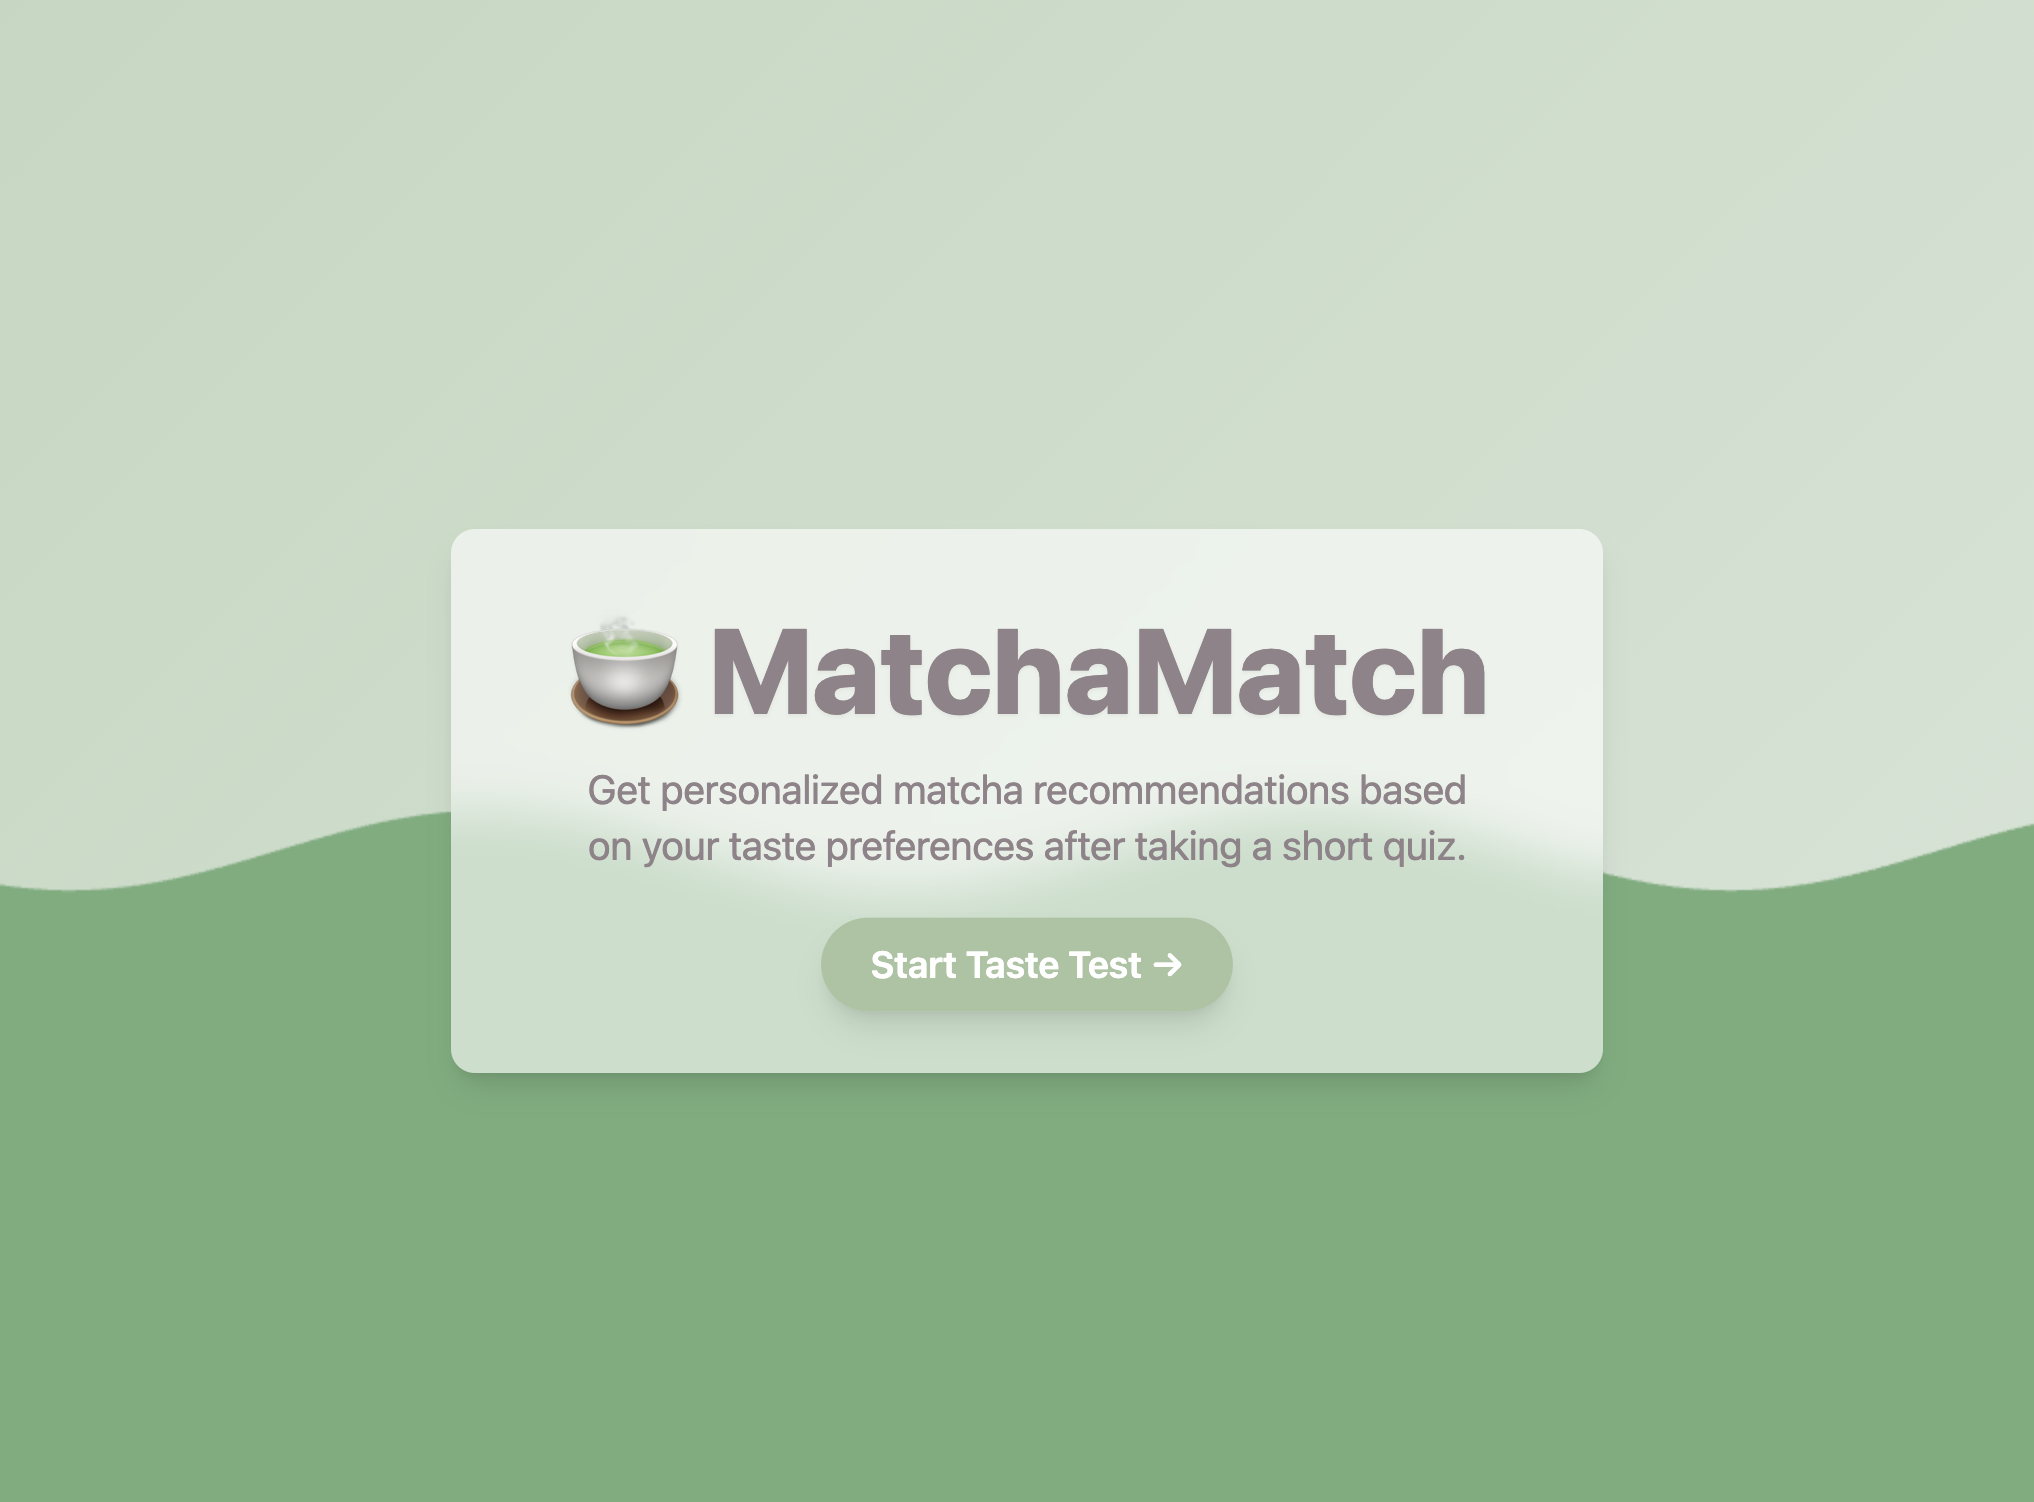 MatchaMatch
Get personalized matcha recommendations based
on your taste preferences after taking a short quiz.
Start Taste Test →